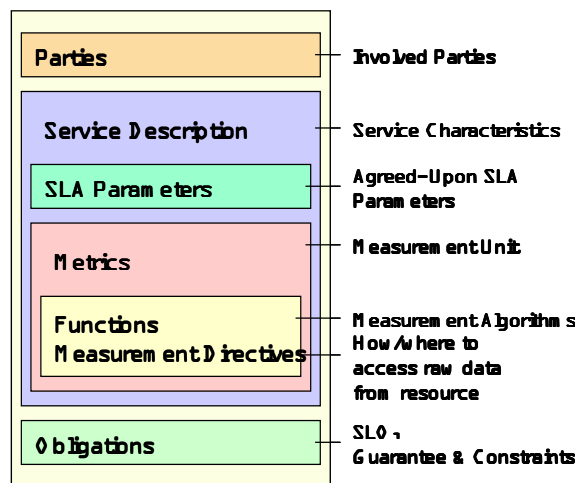 Parties
Involved Parties
Service Description
Service Characteristics
SLA Parameters
Agreed-Upon SLA
Parameters
Metrics
Measurement Unit
Functions
Measurement Algorithms
Measurement Directives
How/where to
access raw data
from resource
Obligations
SLO,
Guarantee & Constraints